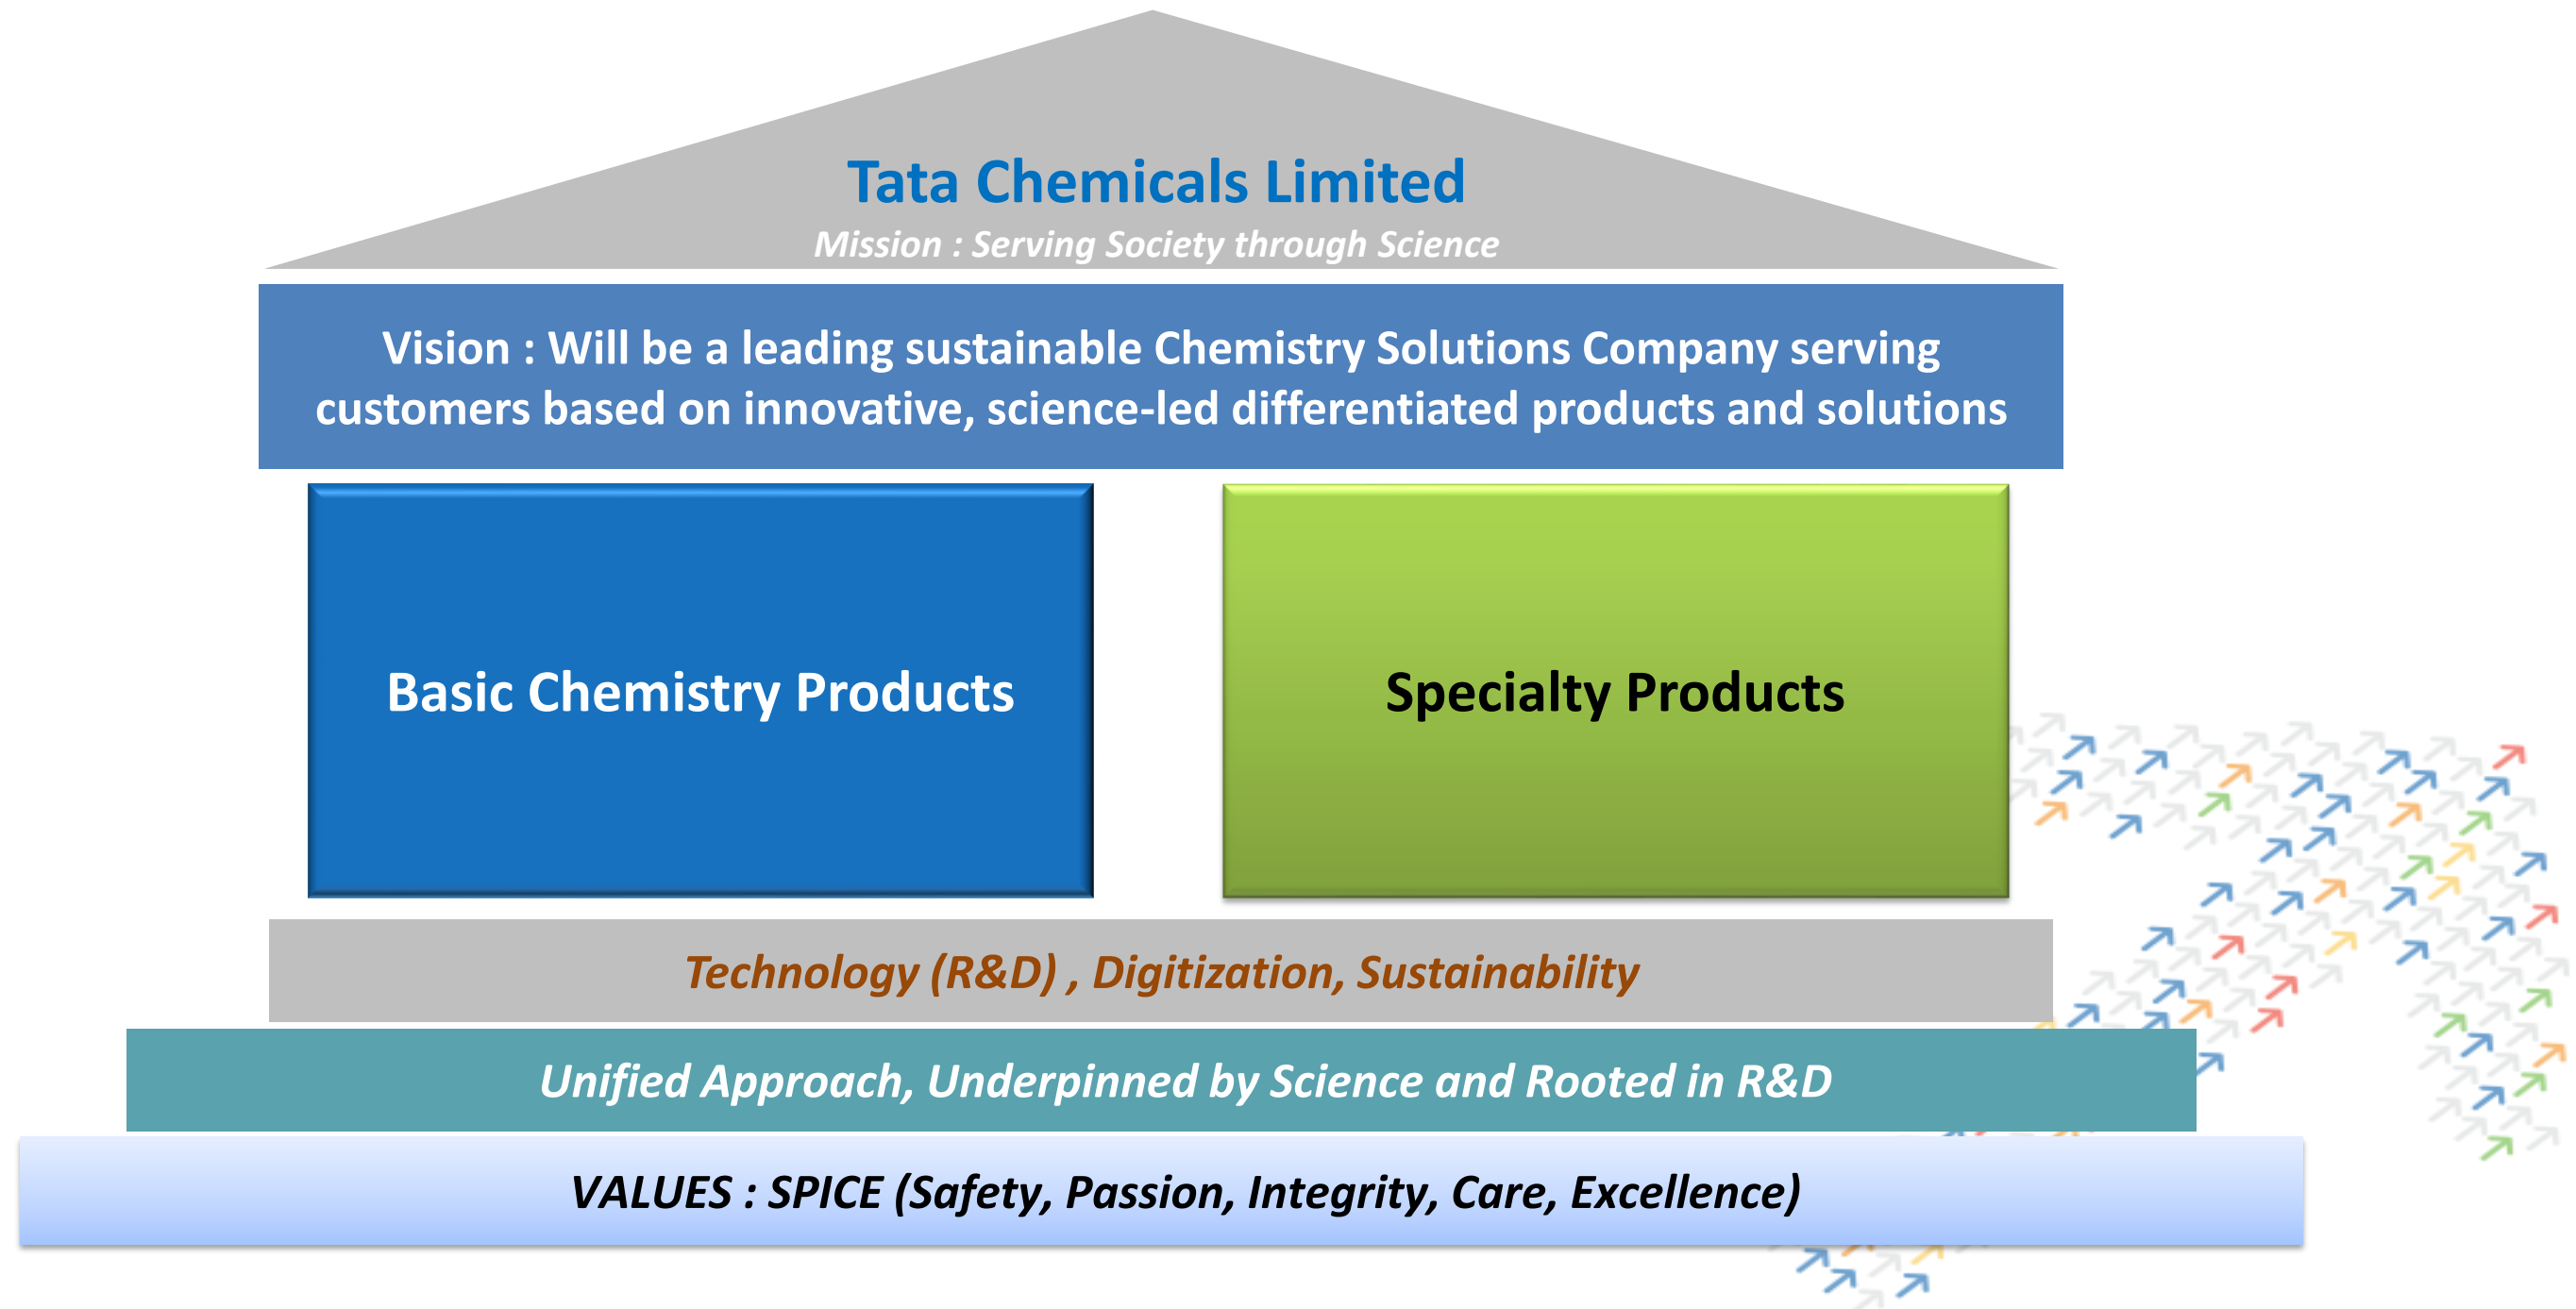 Tata Chemicals Limited
Mission : Serving Society through Science
Vision : Will be a leading sustainable Chemistry Solutions Company serving
customers based on innovative, science-led differentiated products and solutions
Basic Chemistry Products
Specialty Products
Technology (R&D) , Digitization, Sustainability
Unified Approach, Underpinned by Science and Rooted in R&D
VALUES : SPICE (Safety, Passion, Integrity, Care, Excellence)